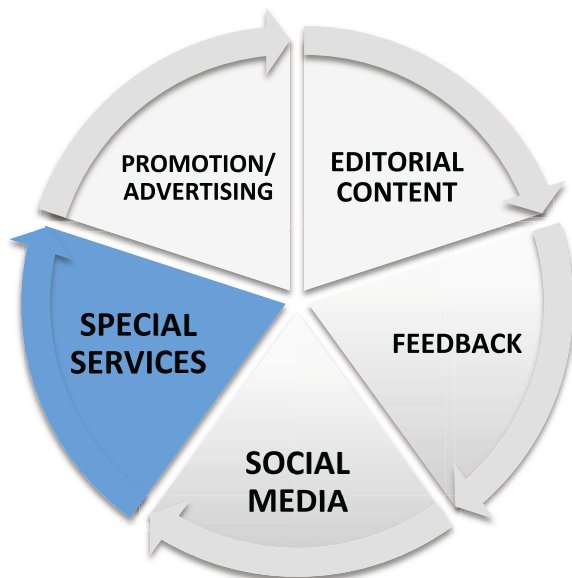 PROMOTION/
ADVERTISING
EDITORIAL
CONTENT
FEEDBACK
SOCIAL
MEDIA
SPECIAL
SERVICES